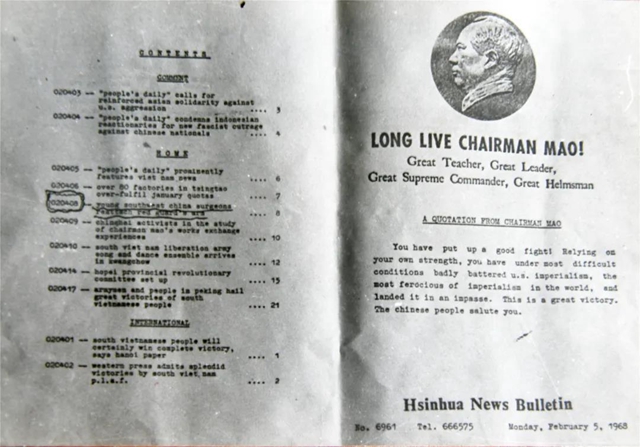 CONTENTS
COMMENT
020403 — "people's daily" calls for
reinforced asian solidarity against
u.s. aggression .... 3
020404 — "people's daily" condemns indonesian
reactionaries for new fascist outrage
against chinese nationals .... 4
HOME
020405 — "people's daily" prominently
features viet nam news .... 6
020406 — over 80 factories in tsingtao
over-fulfil january quotas .... 7
020408 — young southeast china surgeons
red guard's arm .... 8
020409 — chinghai activists in the study
of chairman mao's works exchange
experiences .... 10
020410 — south viet nam liberation army
song and dance ensemble arrives
in kwangchow .... 12
020414 — hopei provincial revolutionary
committee set up .... 15
020417 — armymen and people in peking hail
great victories of south
vietnamese people .... 21
INTERNATIONAL
020401 — south vietnamese people will
certainly win complete victory,
says hanoi paper .... 1
020402 — western press admits splendid
victories by south viet nam
p.l.a.f. .... 2
LONG LIVE CHAIRMAN MAO!
Great Teacher, Great Leader,
Great Supreme Commander, Great Helmsman
A QUOTATION FROM CHAIRMAN MAO
You have put up a good fight! Relying on
your own strength, you have under most difficult
conditions badly battered u.s. imperialism, the
most ferocious of imperialism in the world, and
landed it in an impasse. This is a great victory.
The chinese people salute you.
Hsinhua News Bulletin
No. 6961 Tel. 666575 Monday, February 5, 1968